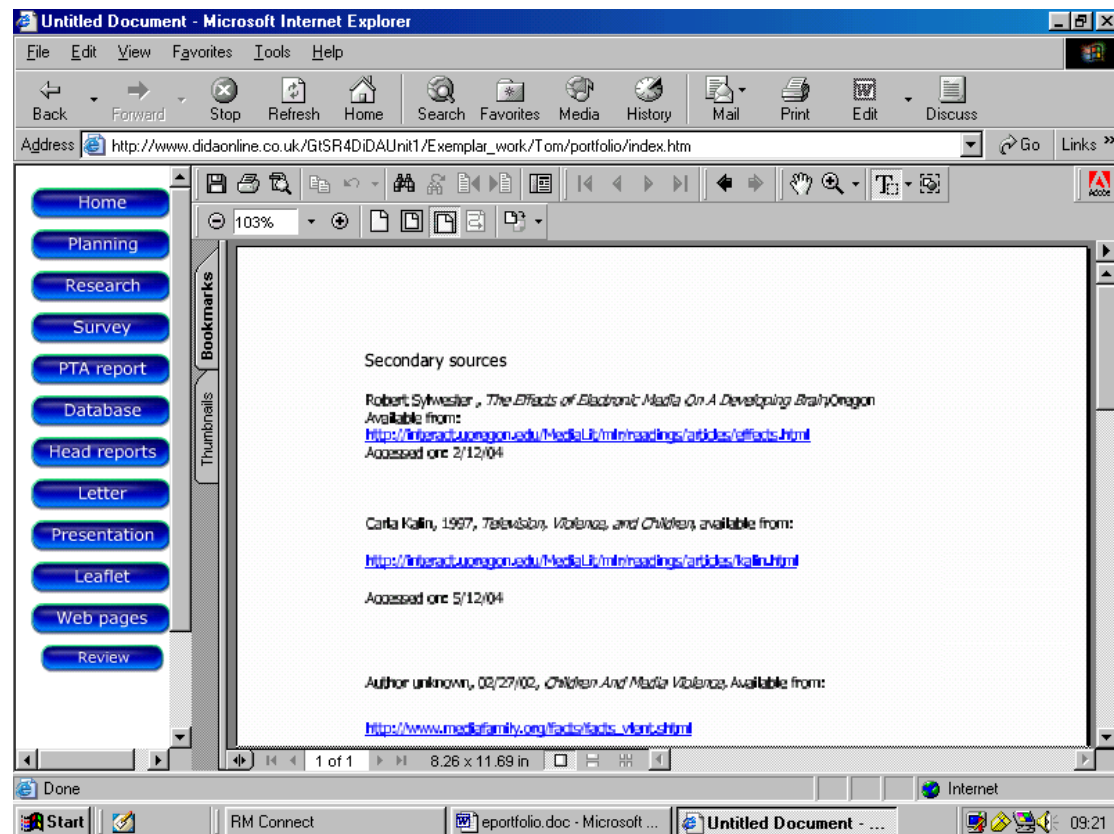 Untitled Document - Microsoft Internet Explorer
File Edit View Favorites Tools Help
Back Forward Stop Refresh Home Search Favorites Media History Mail Print Edit Discuss
Address http://www.didaonline.co.uk/GtSR4DiDAUnit1/Exemplar_work/Tom/portfolio/index.htm Go Links »
Home
Planning
Research
Survey
PTA report
Database
Head reports
Letter
Presentation
Leaflet
Web pages
Review
Adobe
103%
Bookmarks
Thumbnails
Secondary sources
Robert Sylwester , The Effects of Electronic Media On A Developing Brain,Oregon
Available from:
http://interact.uoregon.edu/MediaLit/mlr/readings/articles/effects.html
Accessed on: 2/12/04
Carla Kalin, 1997, Television, Violence, and Children, available from:
http://interact.uoregon.edu/MediaLit/mlr/readings/articles/kalin.html
Accessed on: 5/12/04
Author unknown, 02/27/02, Children And Media Violence, Available from:
http://www.mediafamily.org/facts/facts_vlent.shtml
1 of 1 8.26 x 11.69 in
Done Internet
Start RM Connect eportfolio.doc - Microsoft ... Untitled Document - ... 09:21